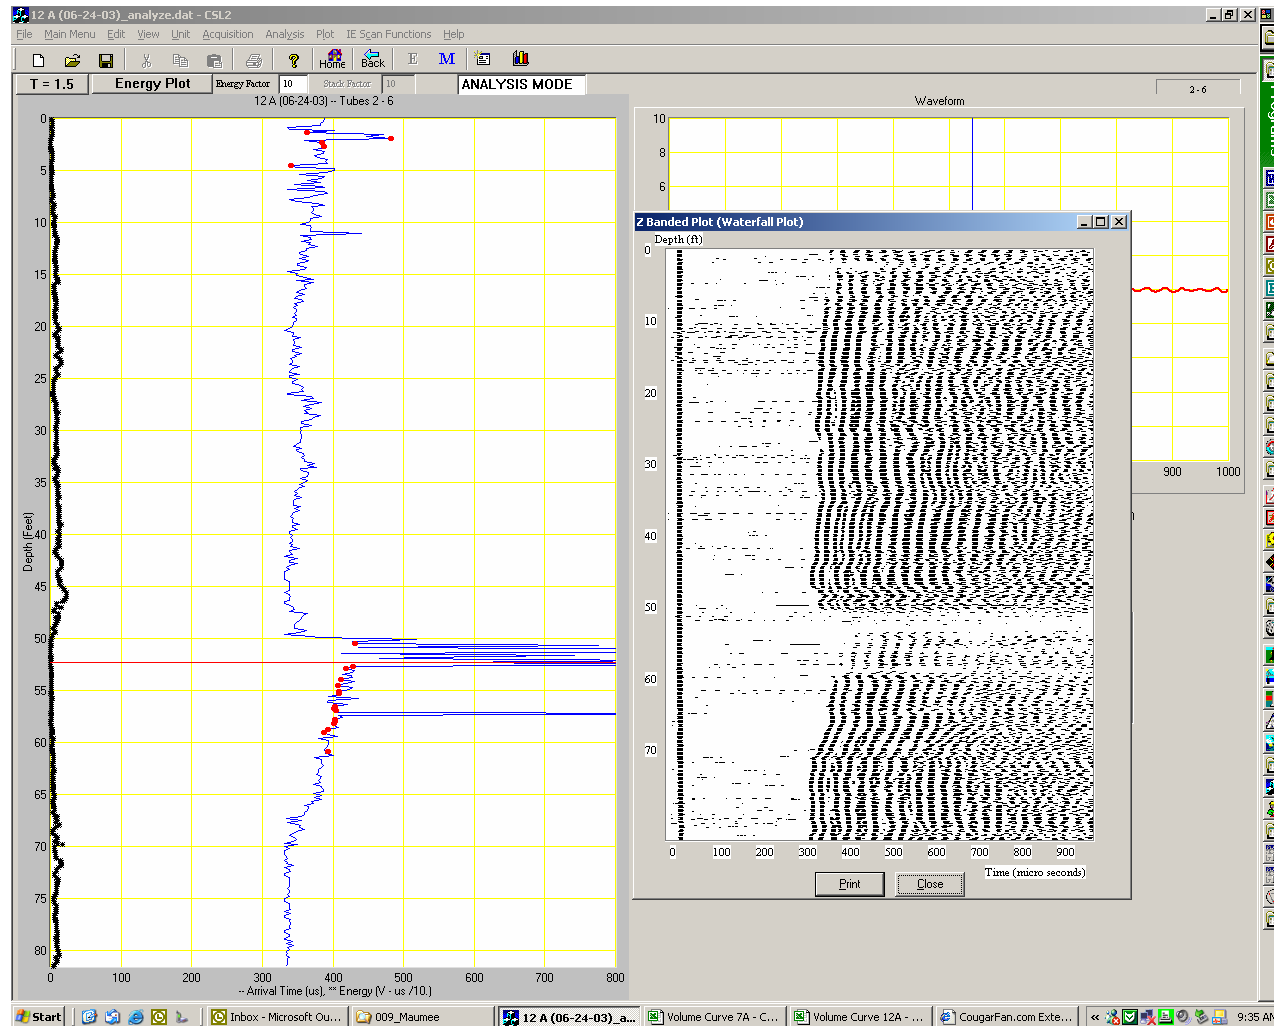 12 A (06-24-03)_analyze.dat - CSL2
File Main Menu Edit View Unit Acquisition Analysis Plot IE Scan Functions Help
Home Back E M
T = 1.5 Energy Plot Energy Factor 10 Stack Factor 10 ANALYSIS MODE 2 - 6
12 A (06-24-03) -- Tubes 2 - 6
Waveform
Programs
0
5
10
15
20
25
30
35
40
45
50
55
60
65
70
75
80
Depth (Feet)
0 100 200 300 400 500 600 700 800
-- Arrival Time (us), ** Energy (V - us /10.)
10
8
6
900 1000
Z Banded Plot (Waterfall Plot)
Depth (ft)
0
10
20
30
40
50
60
70
0 100 200 300 400 500 600 700 800 900
Time (micro seconds)
Print Close
Start Inbox - Microsoft Ou... 009_Maumee 12 A (06-24-03)_a... Volume Curve 7A - C... Volume Curve 12A - ... CougarFan.com Exte... « 9:35 AM